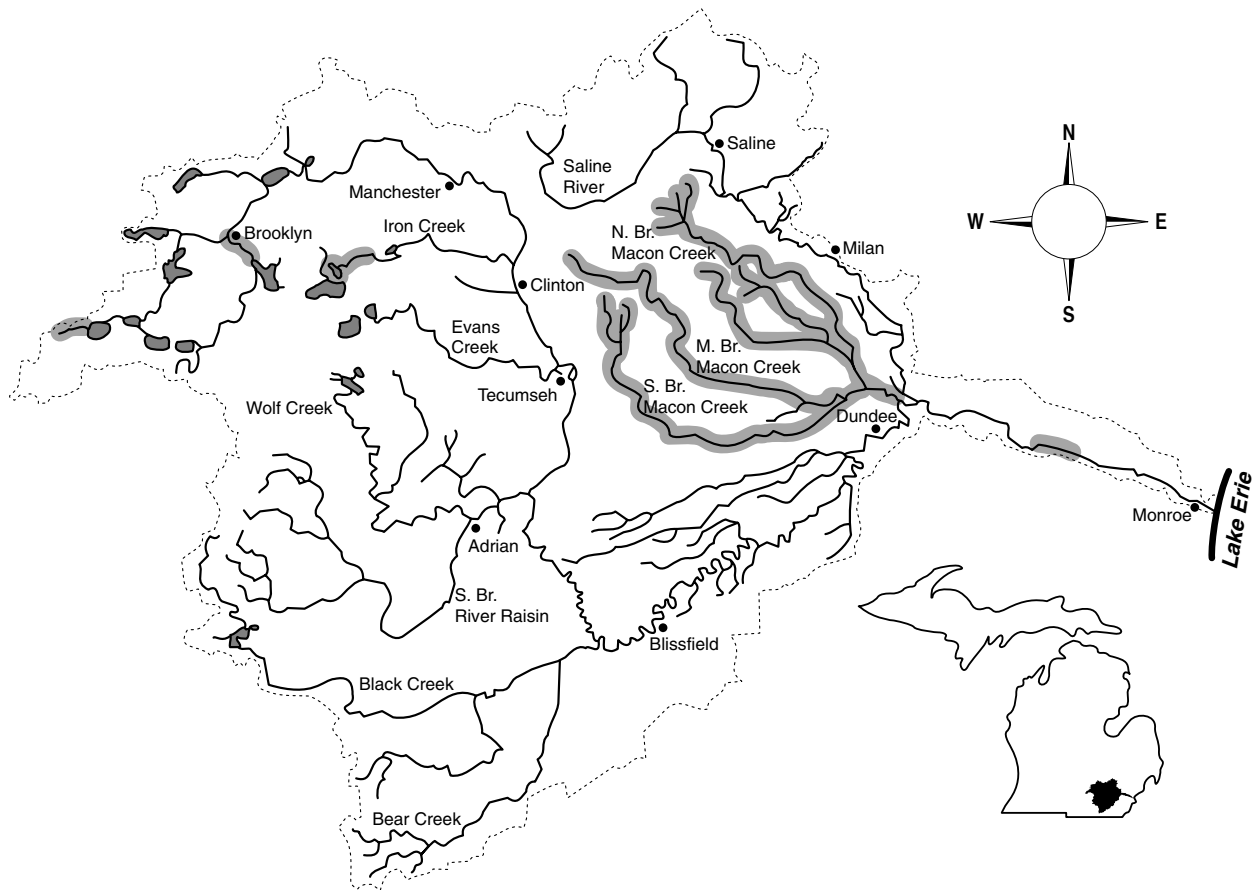 N
Saline
Saline
River
Manchester
W
E
Iron Creek
Brooklyn
N. Br.
Macon Creek
Milan
Clinton
S
Evans
Creek
M. Br.
Macon Creek
Tecumseh
S. Br.
Macon Creek
Wolf Creek
Dundee
Monroe
Lake Erie
Adrian
S. Br.
River Raisin
Blissfield
Black Creek
Bear Creek